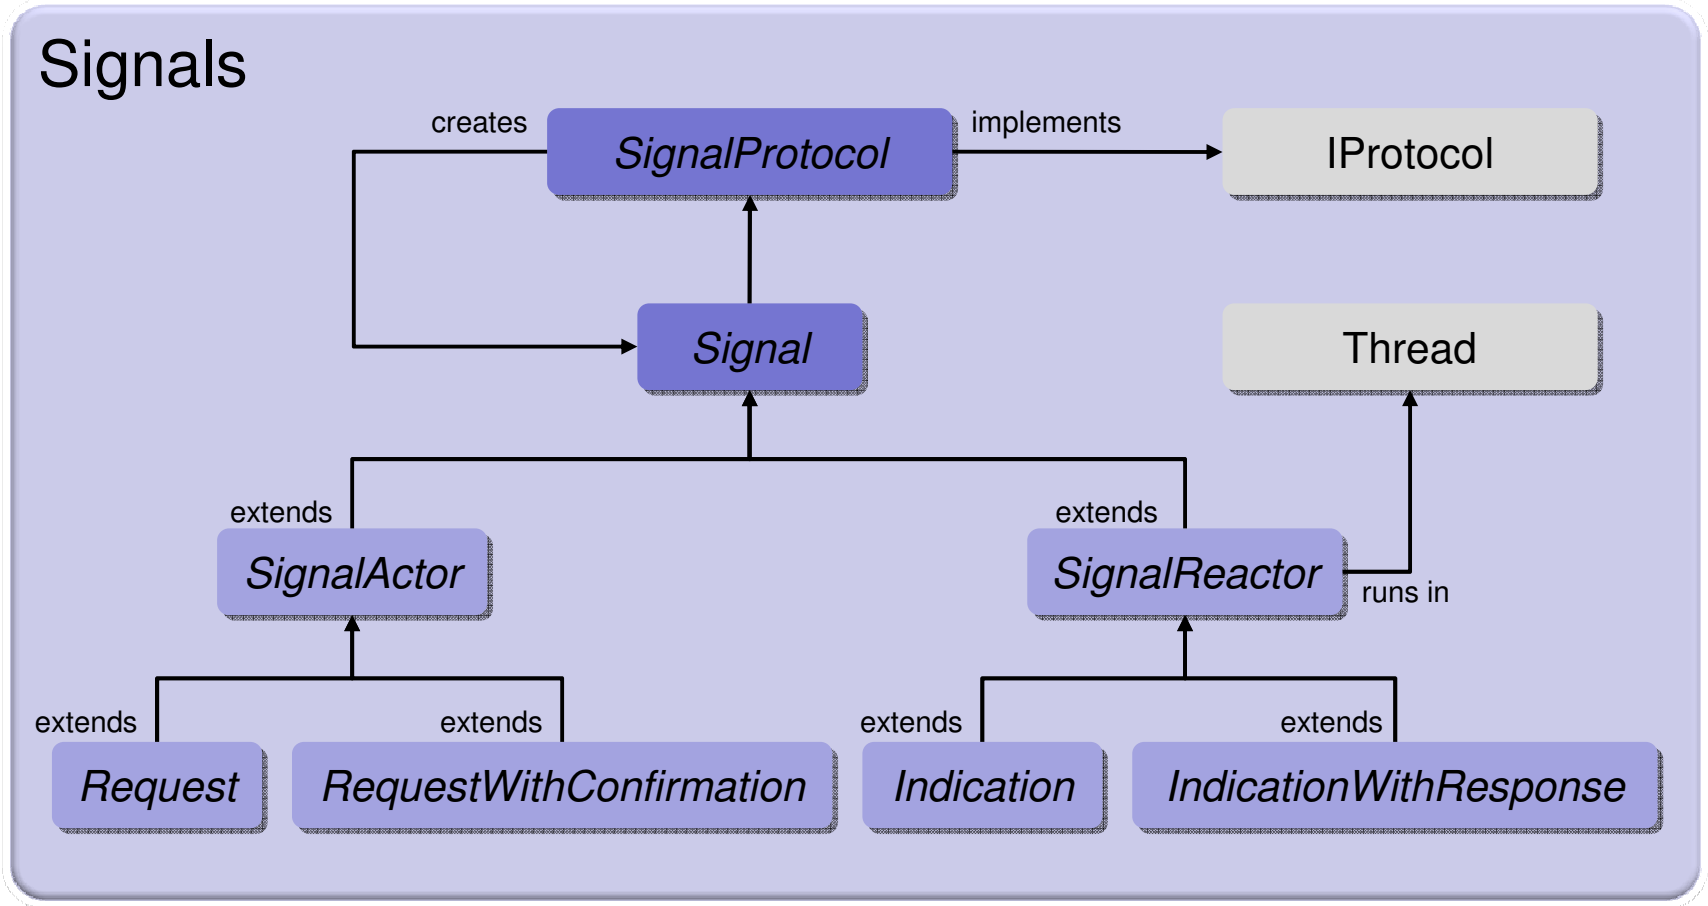 Signals
creates
SignalProtocol
implements
IProtocol
Signal
Thread
extends
SignalActor
extends
SignalReactor
runs in
extends
Request
extends
RequestWithConfirmation
extends
Indication
extends
IndicationWithResponse